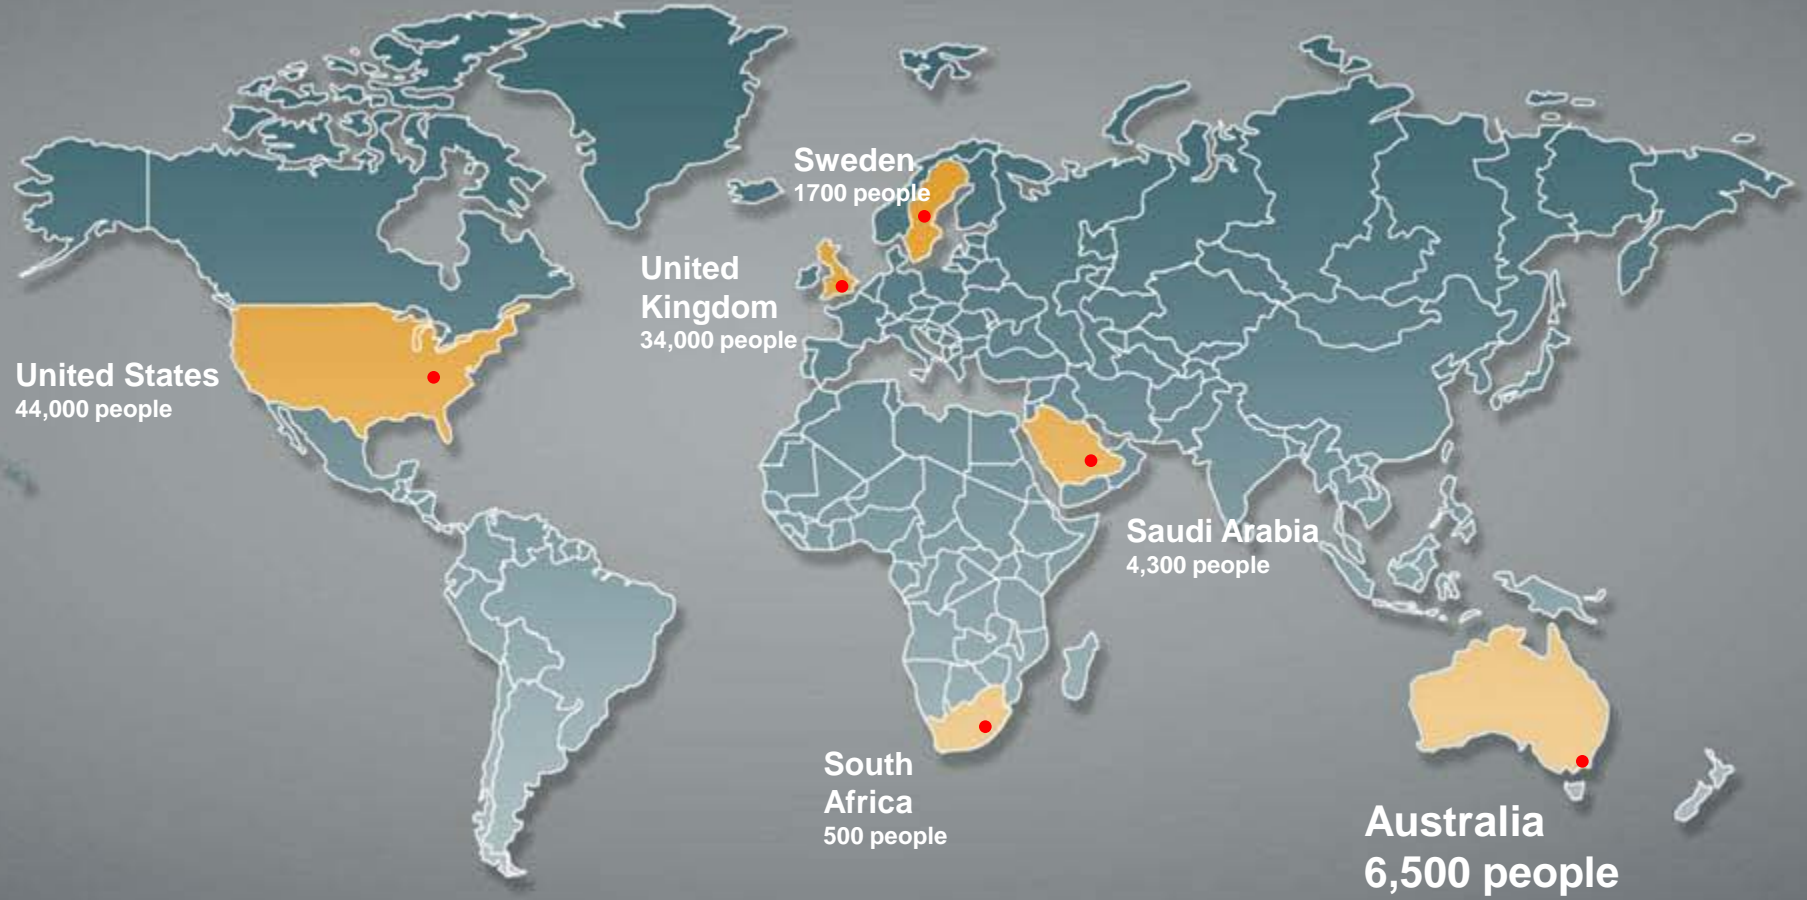 Sweden
1700 people
United
Kingdom
34,000 people
United States
44,000 people
Saudi Arabia
4,300 people
South
Africa
500 people
Australia
6,500 people